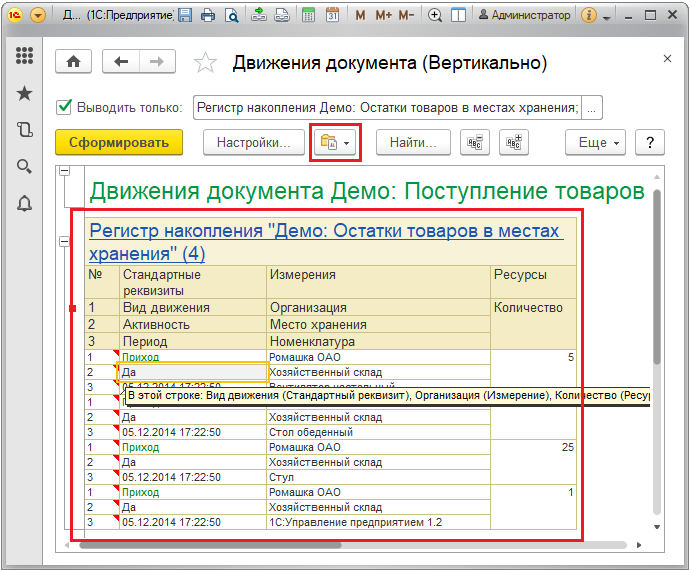 Д... (1С:Предприятие) 31 M M+ M- Администратор
Движения документа (Вертикально)
Выводить только: Регистр накопления Демо: Остатки товаров в местах хранения; ...
Сформировать Настройки... Найти... Еще ?
Движения документа Демо: Поступление товаров
Регистр накопления "Демо: Остатки товаров в местах
хранения" (4)
№ Стандартные реквизиты Измерения Ресурсы
1 Вид движения Организация Количество
2 Активность Место хранения
3 Период Номенклатура
1 Приход Ромашка ОАО 5
2 Да Хозяйственный склад
3 05.12.2014 17:22:50 Вентилятор настольный
В этой строке: Вид движения (Стандартный реквизит), Организация (Измерение), Количество (Ресур
1
2 Да Хозяйственный склад
3 05.12.2014 17:22:50 Стол обеденный
1 Приход Ромашка ОАО 25
2 Да Хозяйственный склад
3 05.12.2014 17:22:50 Стул
1 Приход Ромашка ОАО 1
2 Да Хозяйственный склад
3 05.12.2014 17:22:50 1С:Управление предприятием 1.2